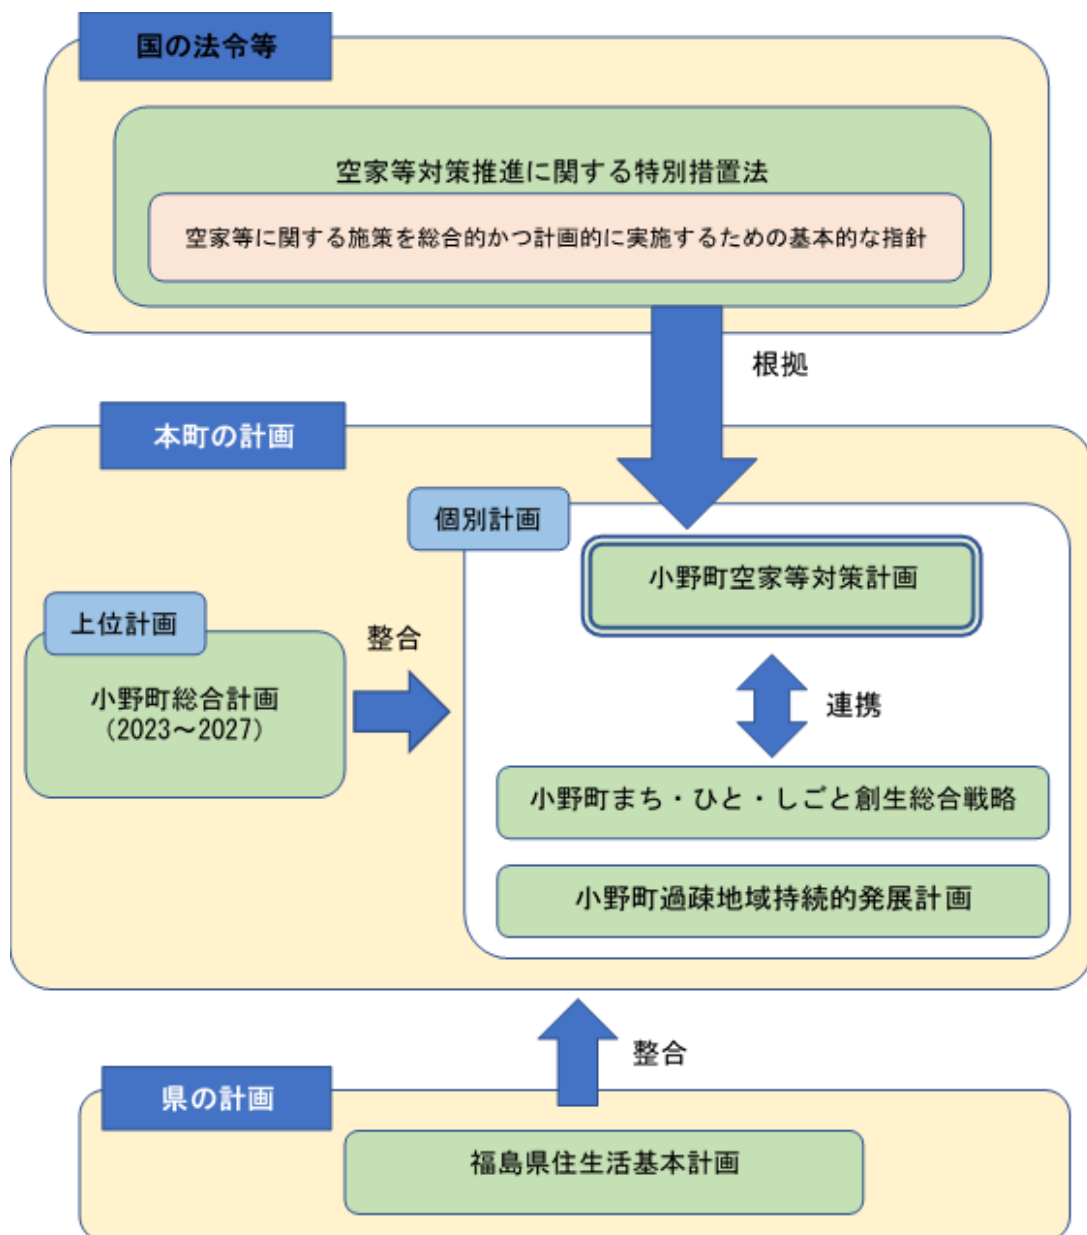 国の法令等
空家等対策推進に関する特別措置法
空家等に関する施策を総合的かつ計画的に実施するための基本的な指針
根拠
本町の計画
個別計画
小野町空家等対策計画
上位計画
整合
小野町総合計画
（2023～2027）
連携
小野町まち・ひと・しごと創生総合戦略
小野町過疎地域持続的発展計画
整合
県の計画
福島県住生活基本計画